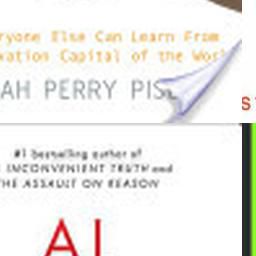 ryone Else Can Learn From
vation Capital of the Worl
AH PERRY PIS
S
#1 bestselling author of
INCONVENIENT TRUTH and
THE ASSAULT ON REASON
AL